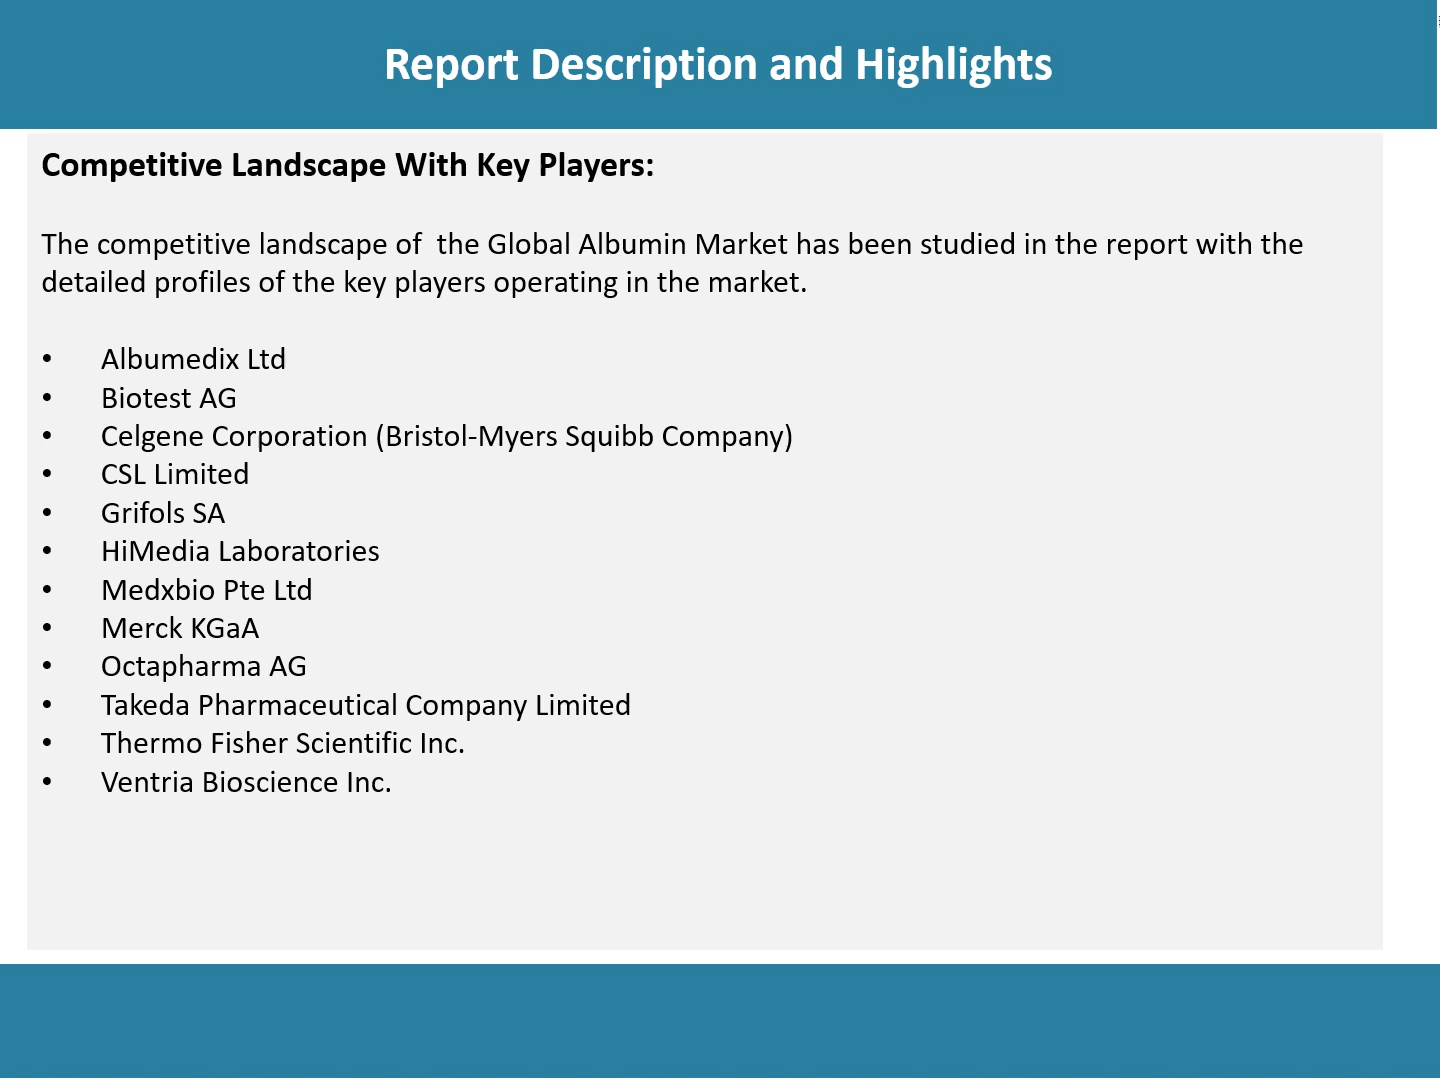 Report Description and Highlights
Competitive Landscape With Key Players:
The competitive landscape of  the Global Albumin Market has been studied in the report with the
detailed profiles of the key players operating in the market.
• Albumedix Ltd
• Biotest AG
• Celgene Corporation (Bristol-Myers Squibb Company)
• CSL Limited
• Grifols SA
• HiMedia Laboratories
• Medxbio Pte Ltd
• Merck KGaA
• Octapharma AG
• Takeda Pharmaceutical Company Limited
• Thermo Fisher Scientific Inc.
• Ventria Bioscience Inc.